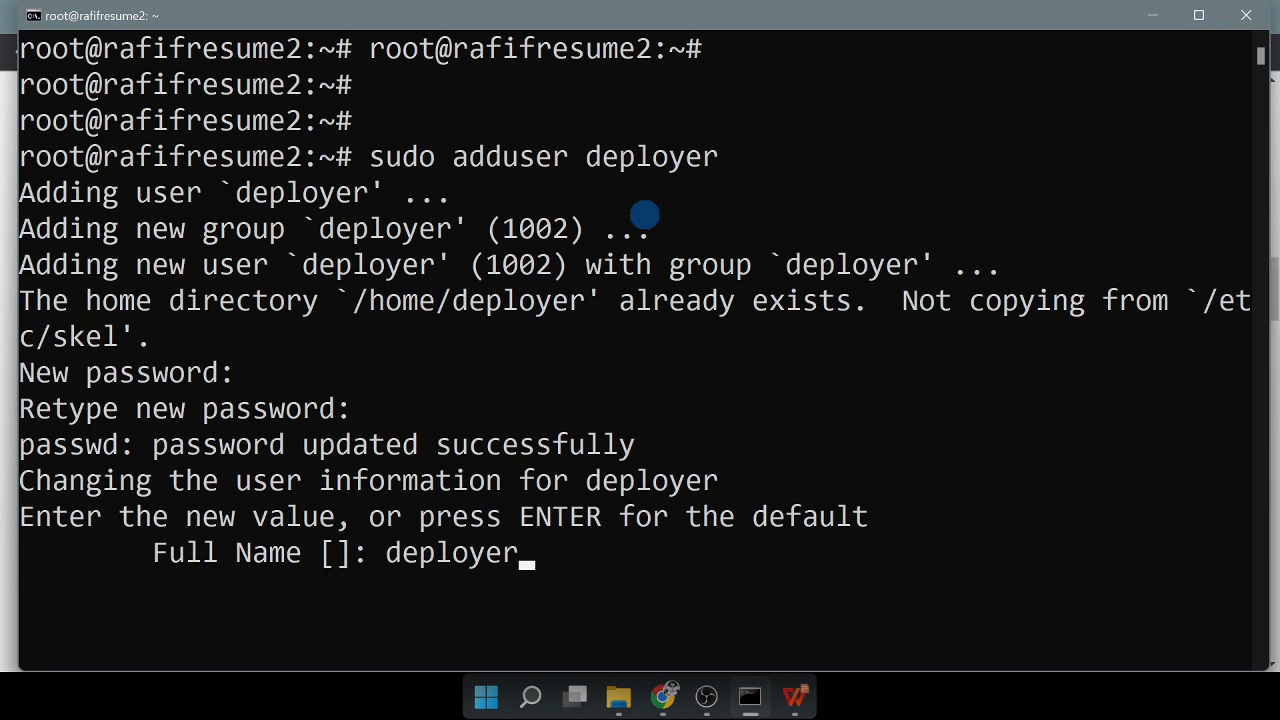 root@rafifresume2: ~
root@rafifresume2:~# root@rafifresume2:~#
root@rafifresume2:~#
root@rafifresume2:~#
root@rafifresume2:~# sudo adduser deployer
Adding user `deployer' ...
Adding new group `deployer' (1002) ...
Adding new user `deployer' (1002) with group `deployer' ...
The home directory `/home/deployer' already exists.  Not copying from `/et
c/skel'.
New password:
Retype new password:
passwd: password updated successfully
Changing the user information for deployer
Enter the new value, or press ENTER for the default
        Full Name []: deployer